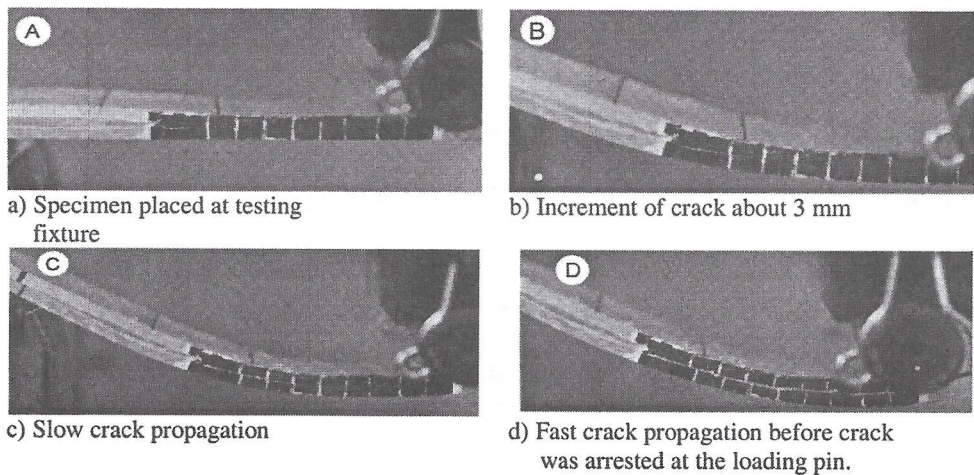 A
B
a) Specimen placed at testing
fixture
b) Increment of crack about 3 mm
C
D
c) Slow crack propagation
d) Fast crack propagation before crack
was arrested at the loading pin.